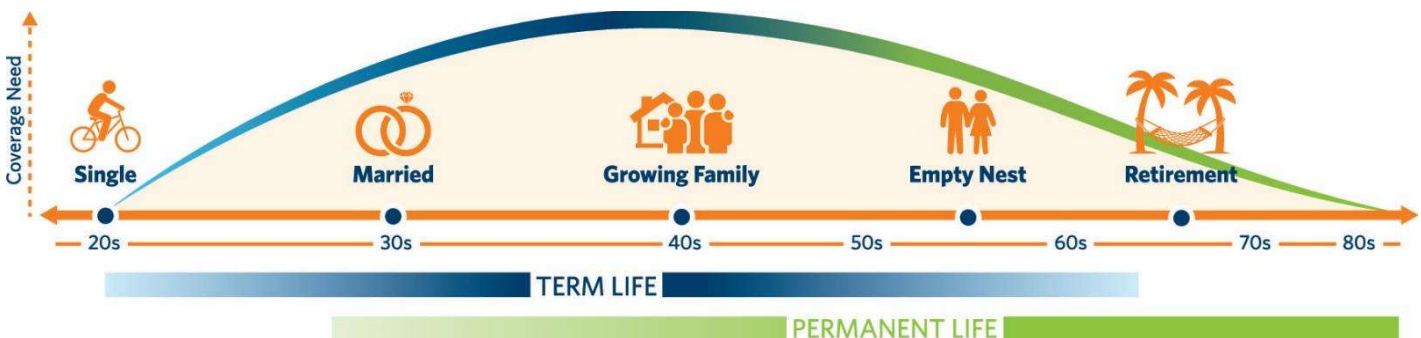 Coverage Need
Single
Married
Growing Family
Empty Nest
Retirement
20s
30s
40s
50s
60s
70s
80s
TERM LIFE
PERMANENT LIFE